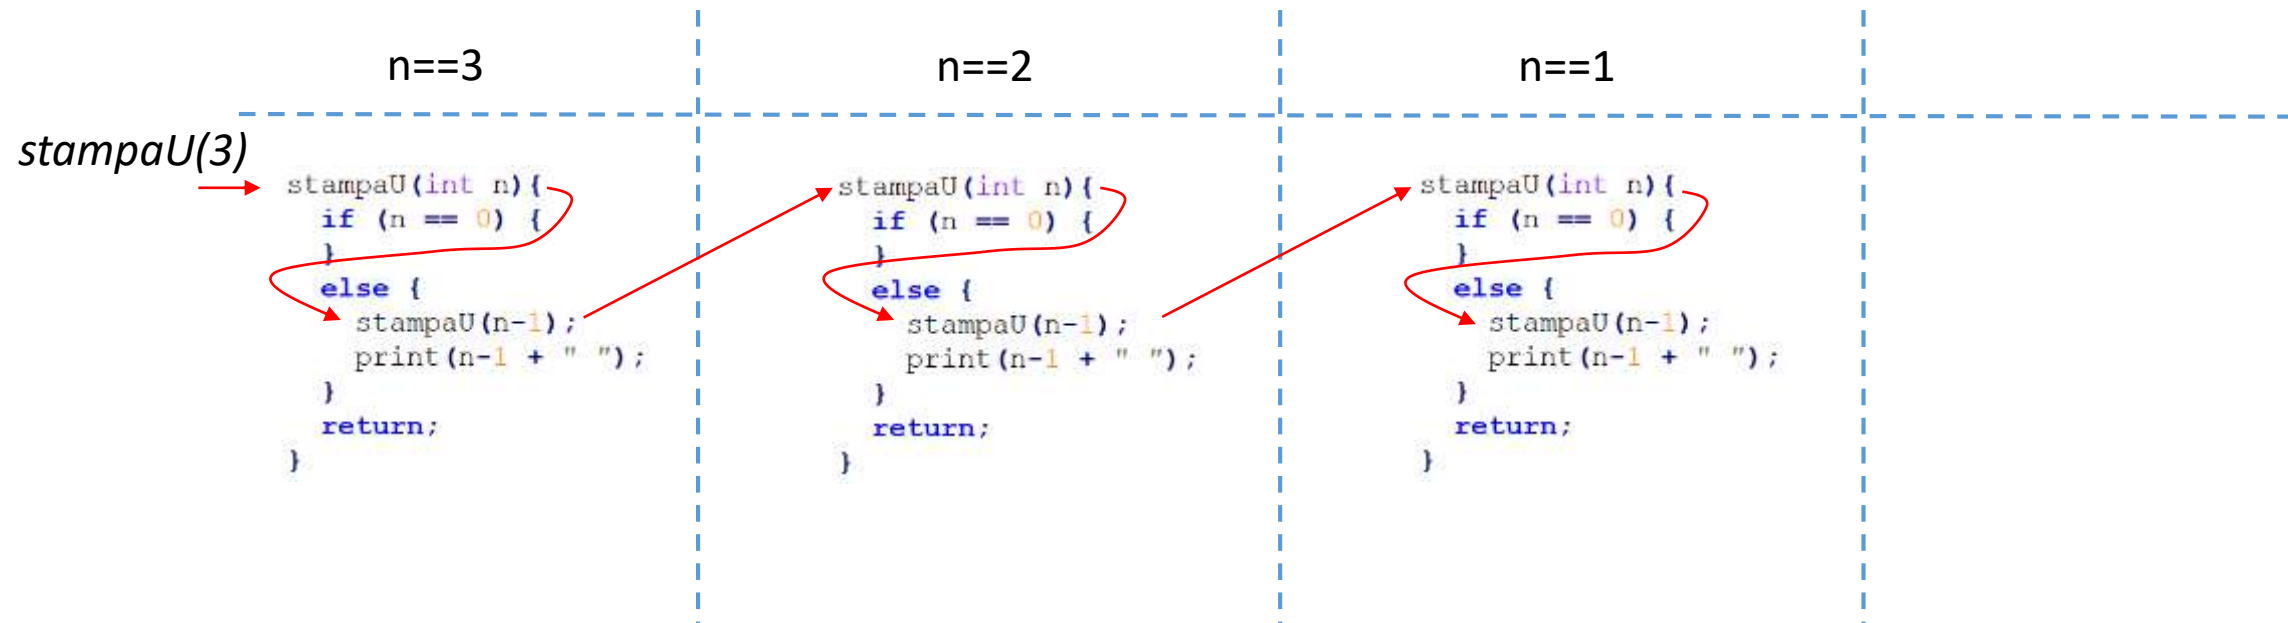 n==3
n==2
n==1
stampaU(3)
stampaU(int n){
if (n == 0) {
}
else {
stampaU(n-1);
print(n-1 + " ");
}
return;
}
stampaU(int n){
if (n == 0) {
}
else {
stampaU(n-1);
print(n-1 + " ");
}
return;
}
stampaU(int n){
if (n == 0) {
}
else {
stampaU(n-1);
print(n-1 + " ");
}
return;
}